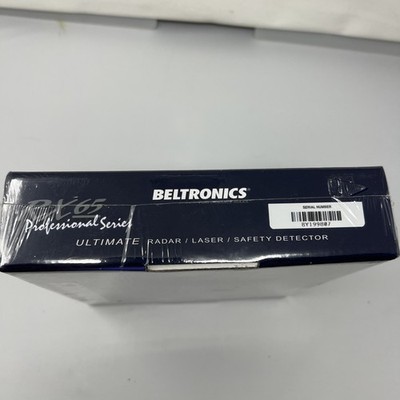 RX65
Professional Series
BELTRONICS
SERIAL NUMBER
ULTIMATE RADAR / LASER / SAFETY DETECTOR